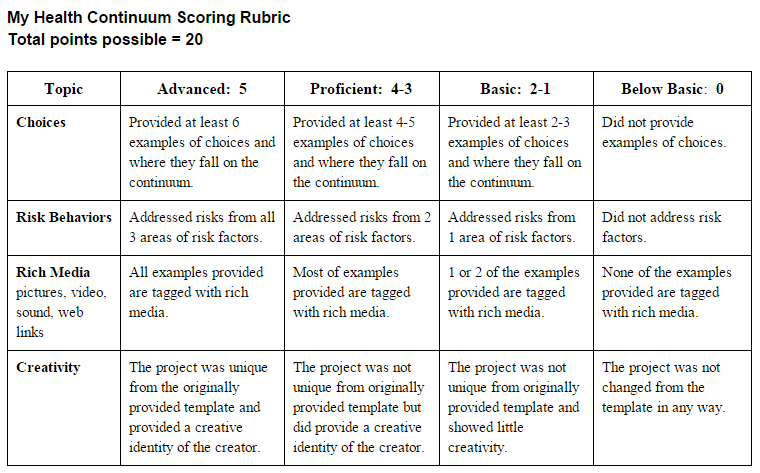 My Health Continuum Scoring Rubric
Total points possible = 20
Topic
Advanced: 5
Proficient: 4-3
Basic: 2-1
Below Basic: 0
Choices
Provided at least 6
examples of choices and
where they fall on the
continuum.
Provided at least 4-5
examples of choices
and where they fall on
the continuum.
Provided at least 2-3
examples of choices
and where they fall on
the continuum.
Did not provide
examples of choices.
Risk Behaviors
Addressed risks from all
3 areas of risk factors.
Addressed risks from 2
areas of risk factors.
Addressed risks from
1 area of risk factors.
Did not address risk
factors.
Rich Media
pictures, video,
sound, web
links
All examples provided
are tagged with rich
media.
Most of examples
provided are tagged
with rich media.
1 or 2 of the examples
provided are tagged
with rich media.
None of the examples
provided are tagged
with rich media.
Creativity
The project was unique
from the originally
provided template and
provided a creative
identity of the creator.
The project was not
unique from originally
provided template but
did provide a creative
identity of the creator.
The project was not
unique from originally
provided template and
showed little
creativity.
The project was not
changed from the
template in any way.